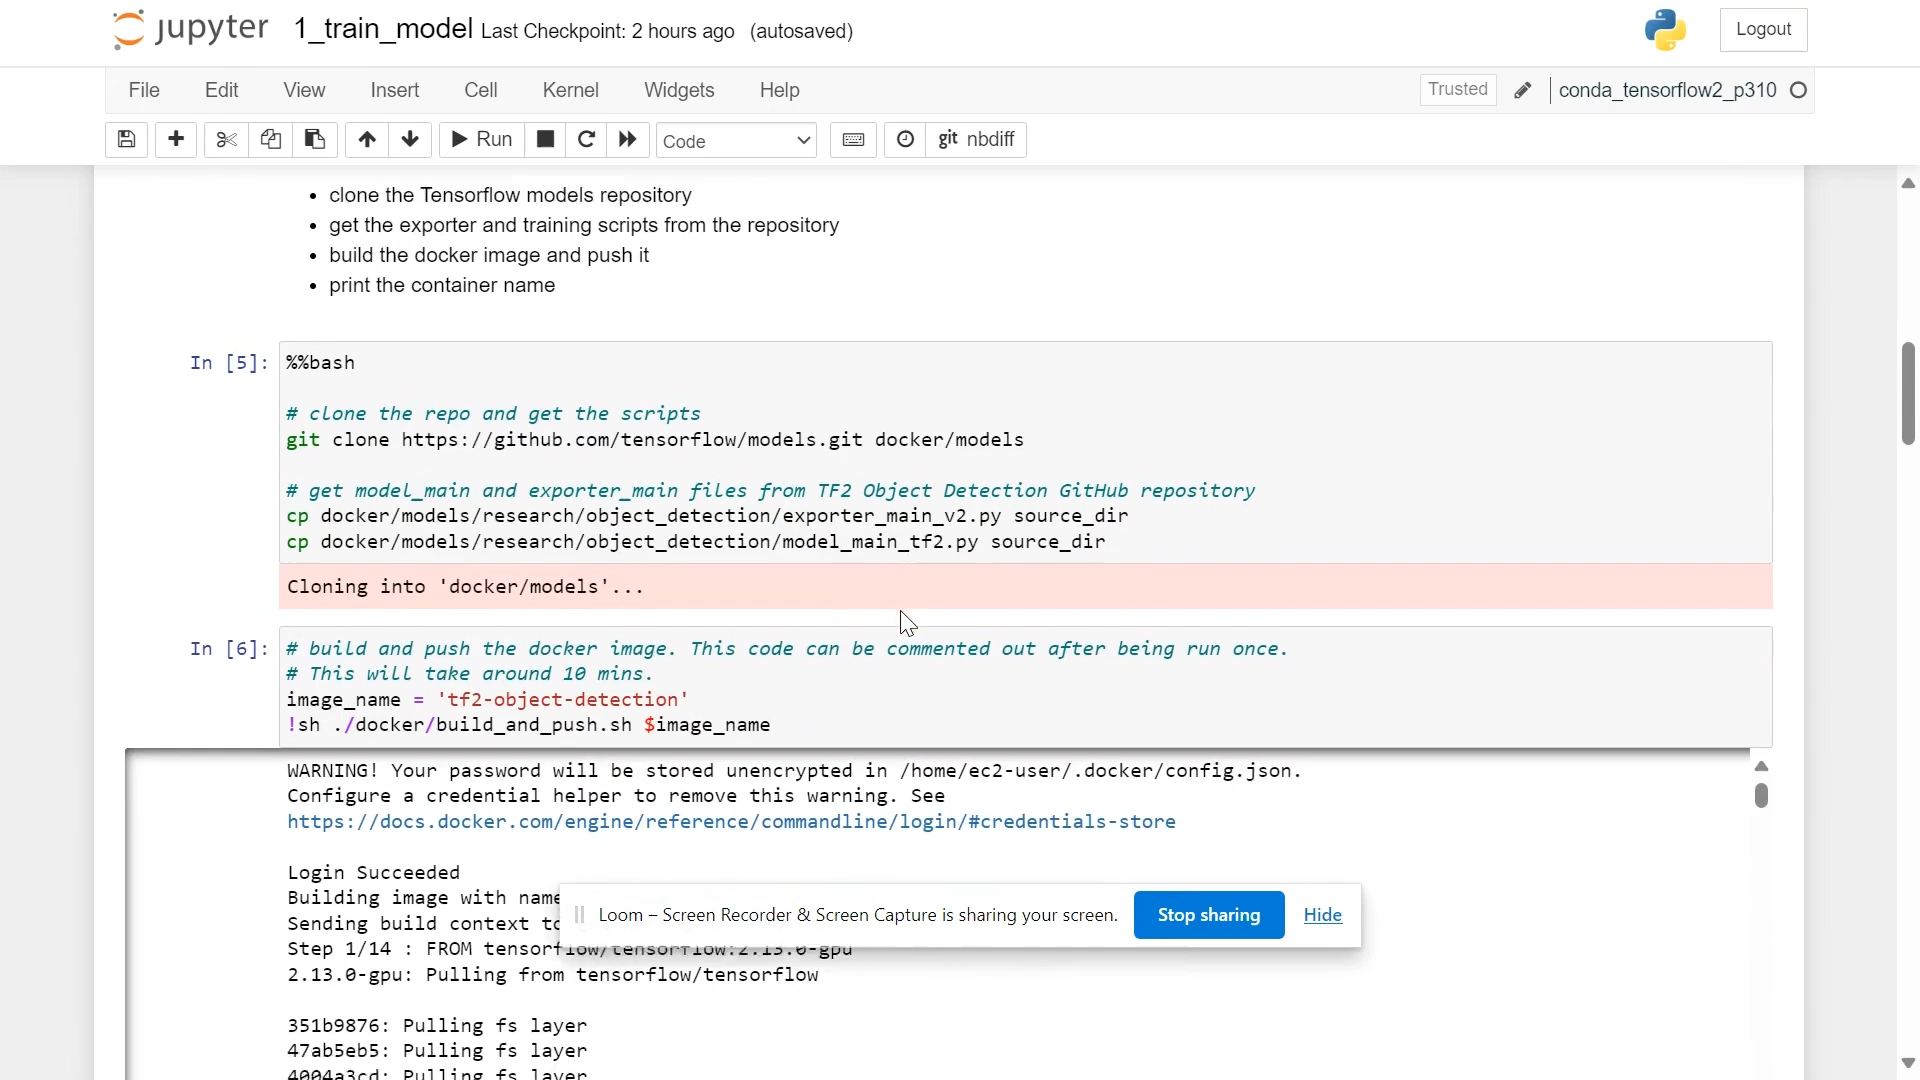 jupyter 1_train_model Last Checkpoint: 2 hours ago (autosaved) Logout
File Edit View Insert Cell Kernel Widgets Help Trusted conda_tensorflow2_p310
Run Code git nbdiff
• clone the Tensorflow models repository
• get the exporter and training scripts from the repository
• build the docker image and push it
• print the container name
In [5]: %%bash
# clone the repo and get the scripts
git clone https://github.com/tensorflow/models.git docker/models
# get model_main and exporter_main files from TF2 Object Detection GitHub repository
cp docker/models/research/object_detection/exporter_main_v2.py source_dir
cp docker/models/research/object_detection/model_main_tf2.py source_dir
Cloning into 'docker/models'...
In [6]: # build and push the docker image. This code can be commented out after being run once.
# This will take around 10 mins.
image_name = 'tf2-object-detection'
!sh ./docker/build_and_push.sh $image_name
WARNING! Your password will be stored unencrypted in /home/ec2-user/.docker/config.json.
Configure a credential helper to remove this warning. See
https://docs.docker.com/engine/reference/commandline/login/#credentials-store
Login Succeeded
Building image with name
Sending build context to
Loom – Screen Recorder & Screen Capture is sharing your screen. Stop sharing Hide
Step 1/14 : FROM tensorflow/tensorflow:2.13.0-gpu
2.13.0-gpu: Pulling from tensorflow/tensorflow
351b9876: Pulling fs layer
47ab5eb5: Pulling fs layer
4004a3cd: Pulling fs layer